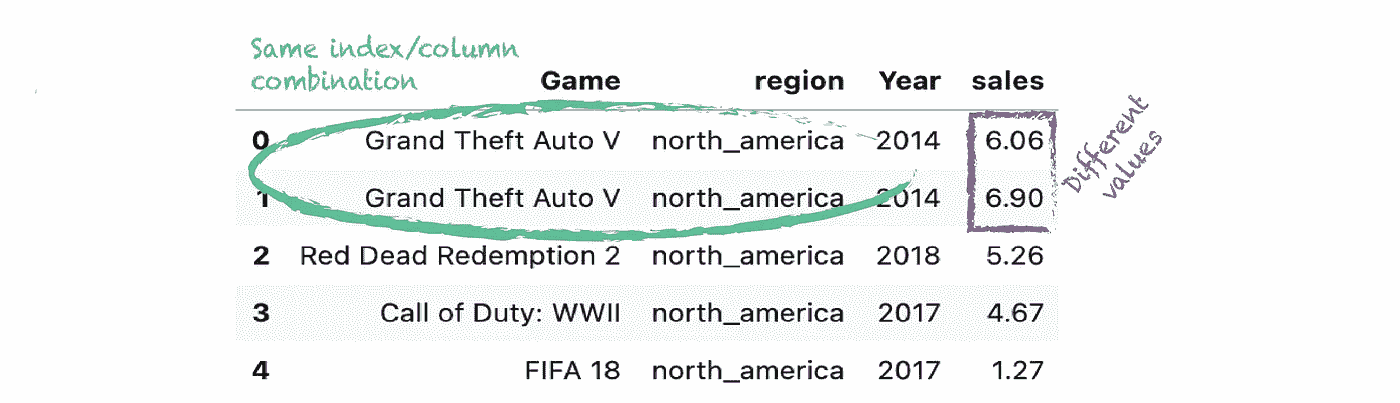 Same index/column
combination
Game region Year sales
0 Grand Theft Auto V north_america 2014 6.06
1 Grand Theft Auto V north_america 2014 6.90
Different
values
2 Red Dead Redemption 2 north_america 2018 5.26
3 Call of Duty: WWII north_america 2017 4.67
4 FIFA 18 north_america 2017 1.27